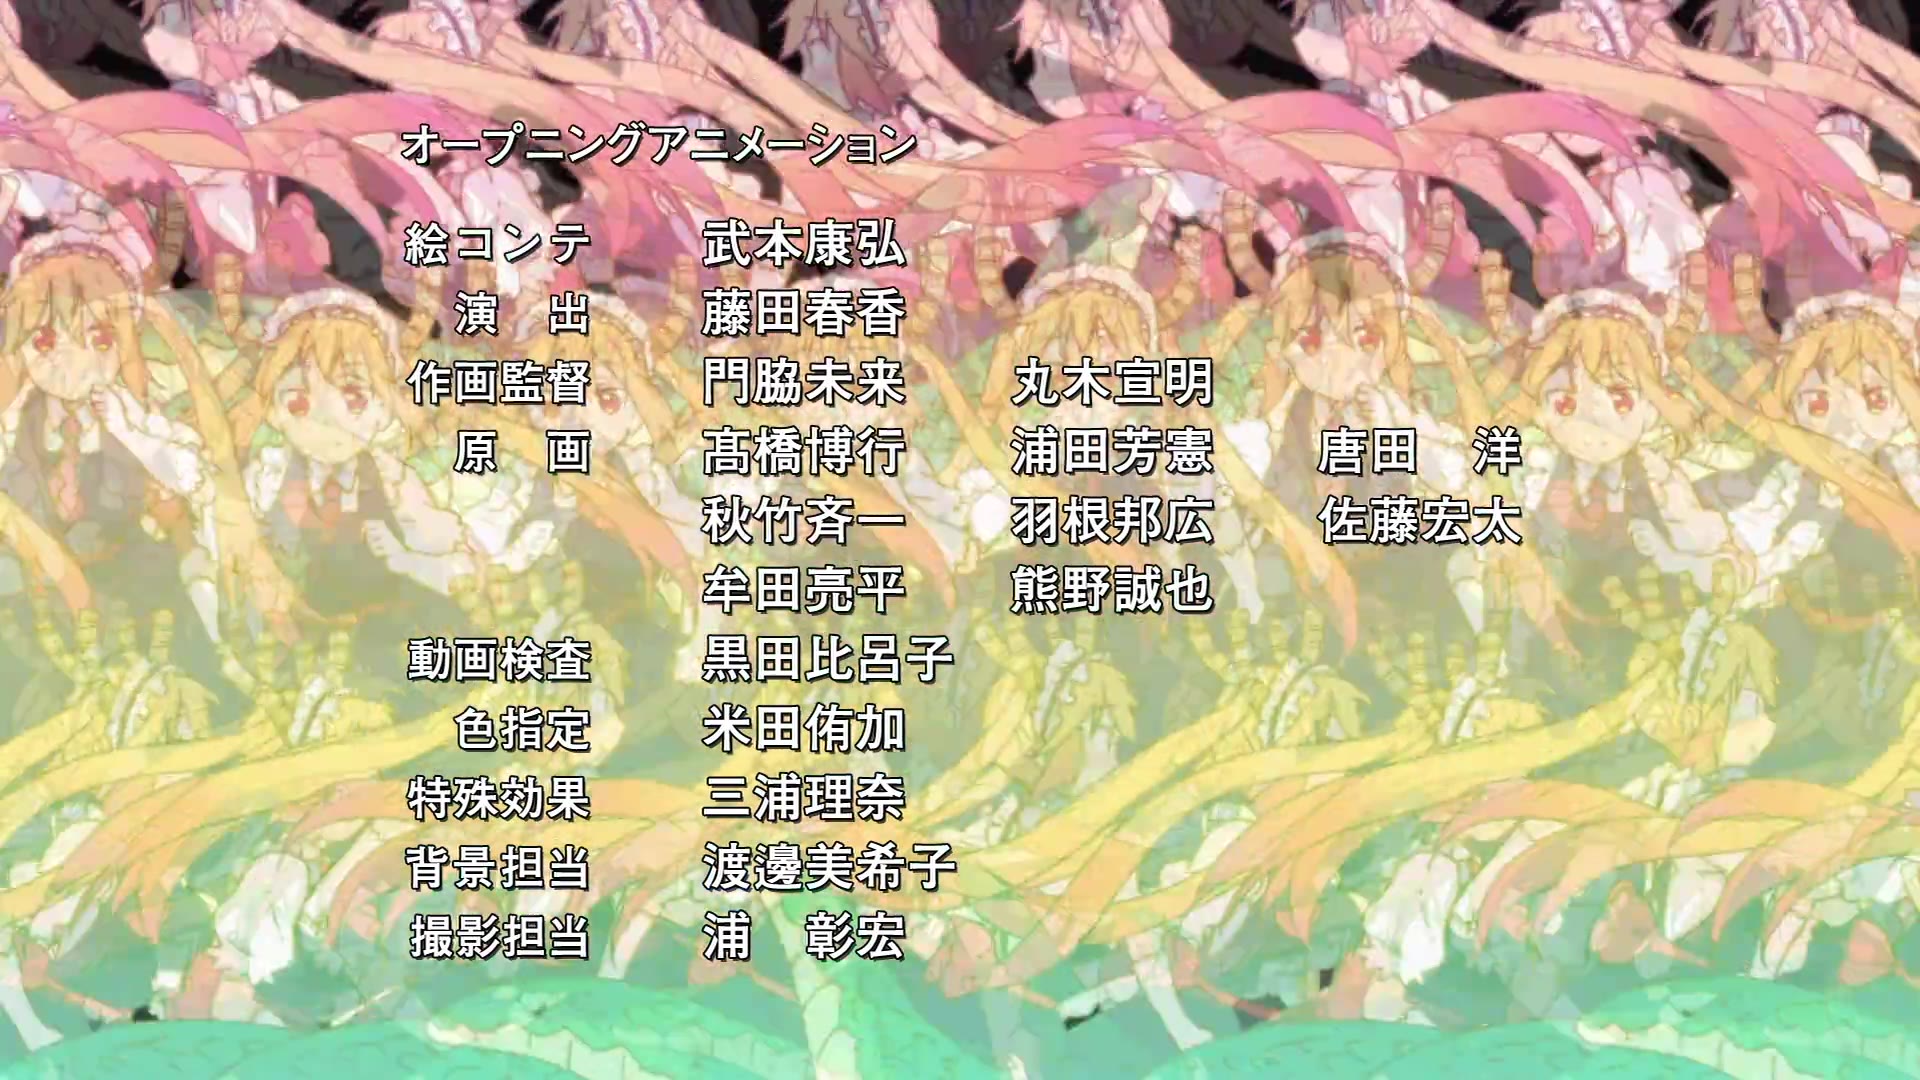 オープニングアニメーション
絵コンテ 武本康弘
演　出 藤田春香
作画監督 門脇未来 丸木宣明
原　画 髙橋博行 浦田芳憲 唐田　洋
秋竹斉一 羽根邦広 佐藤宏太
牟田亮平 熊野誠也
動画検査 黒田比呂子
色指定 米田侑加
特殊効果 三浦理奈
背景担当 渡邊美希子
撮影担当 浦　彰宏